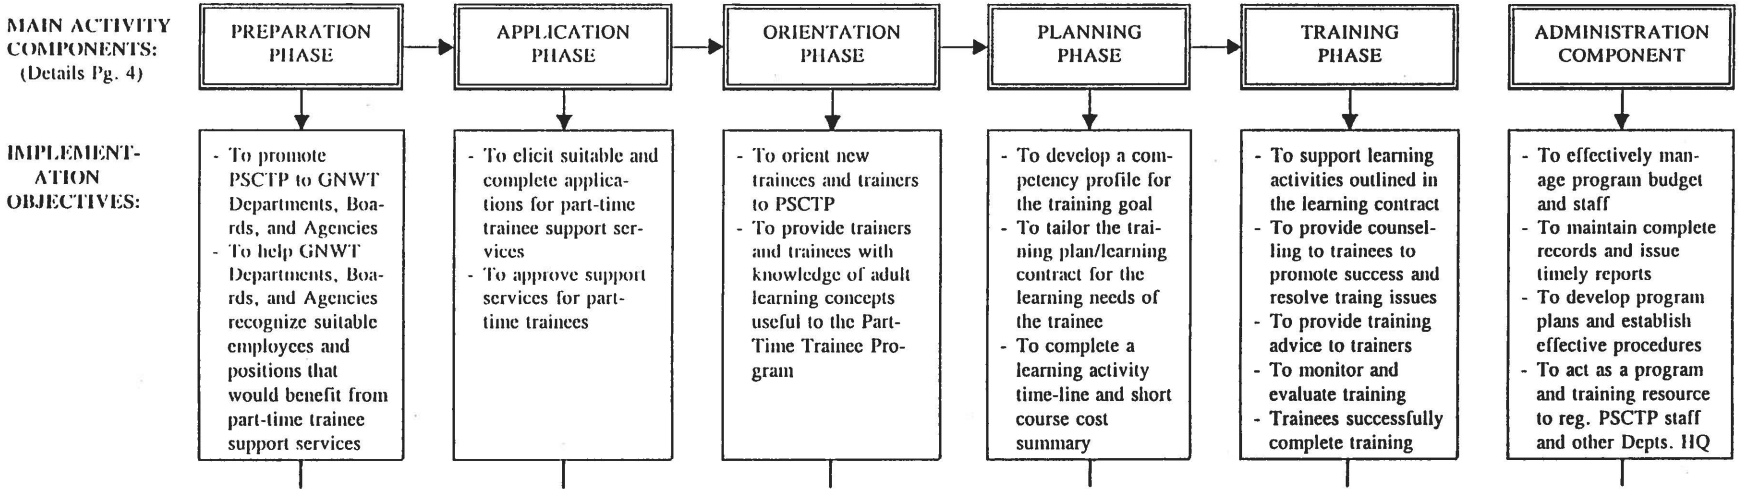 MAIN ACTIVITY
COMPONENTS:
(Details Pg. 4)
PREPARATION
PHASE
APPLICATION
PHASE
ORIENTATION
PHASE
PLANNING
PHASE
TRAINING
PHASE
ADMINISTRATION
COMPONENT
IMPLEMENT-
ATION
OBJECTIVES:
- To promote
PSCTP to GNWT
Departments, Boa-
rds, and Agencies
- To help GNWT
Departments, Boa-
rds, and Agencies
recognize suitable
employees and
positions that
would benefit from
part-time trainee
support services
- To elicit suitable and
complete applica-
tions for part-time
trainee support ser-
vices
- To approve support
services for part-
time trainees
- To orient new
trainees and trainers
to PSCTP
- To provide trainers
and trainees with
knowledge of adult
learning concepts
useful to the Part-
Time Trainee Pro-
gram
- To develop a com-
petency profile for
the training goal
- To tailor the trai-
ning plan/learning
contract for the
learning needs of
the trainee
- To complete a
learning activity
time-line and short
course cost
summary
- To support learning
activities outlined in
the learning contract
- To provide counsel-
ling to trainees to
promote success and
resolve traing issues
- To provide training
advice to trainers
- To monitor and
evaluate training
- Trainees successfully
complete training
- To effectively man-
age program budget
and staff
- To maintain complete
records and issue
timely reports
- To develop program
plans and establish
effective procedures
- To act as a program
and training resource
to reg. PSCTP staff
and other Depts. HQ